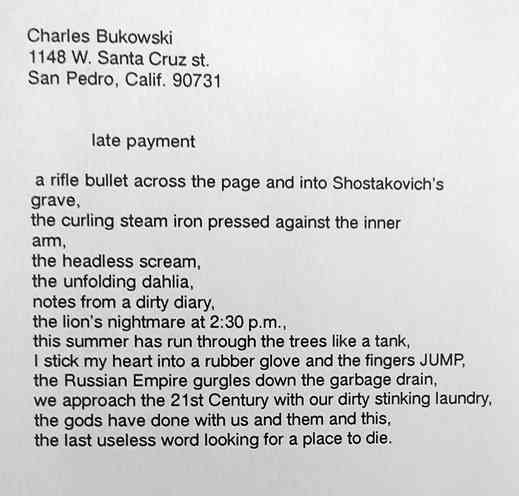 Charles Bukowski
1148 W. Santa Cruz st.
San Pedro, Calif. 90731
late payment
a rifle bullet across the page and into Shostakovich's
grave,
the curling steam iron pressed against the inner
arm,
the headless scream,
the unfolding dahlia,
notes from a dirty diary,
the lion's nightmare at 2:30 p.m.,
this summer has run through the trees like a tank,
I stick my heart into a rubber glove and the fingers JUMP,
the Russian Empire gurgles down the garbage drain,
we approach the 21st Century with our dirty stinking laundry,
the gods have done with us and them and this,
the last useless word looking for a place to die.